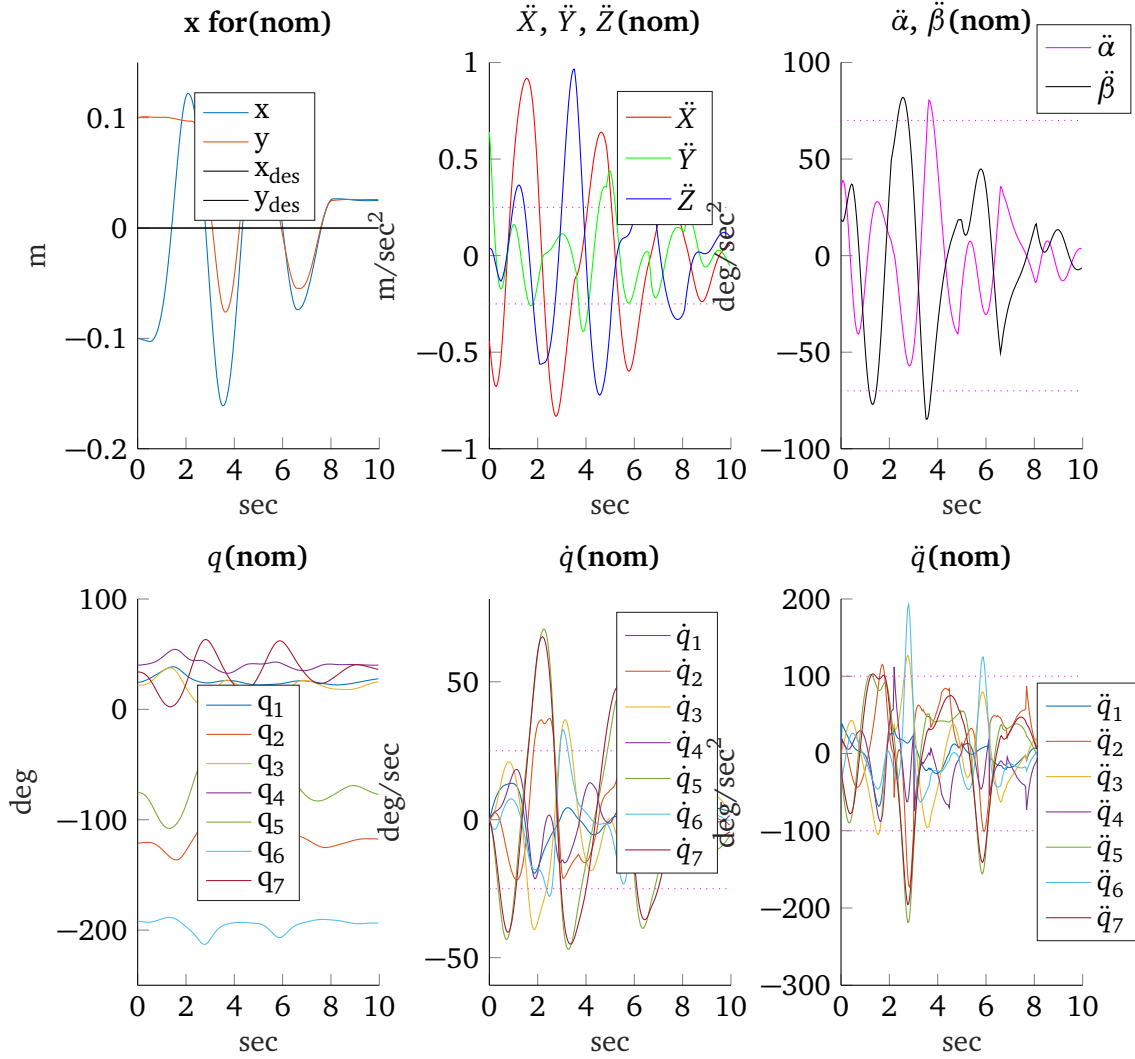 x for(nom)
0.1
0
−0.1
−0.2
0 2 4 6 8 10
sec
m
x
y
x_des
y_des
Ẍ, Ÿ, Z̈(nom)
1
0.5
0
−0.5
−1
0 2 4 6 8 10
sec
m/sec²
Ẍ
Ÿ
Z̈
α̈, β̈(nom)
100
50
0
−50
−100
0 2 4 6 8 10
sec
deg/sec²
α̈
β̈
q(nom)
100
0
−100
−200
0 2 4 6 8 10
sec
deg
q₁
q₂
q₃
q₄
q₅
q₆
q₇
q̇(nom)
50
0
−50
0 2 4 6 8 10
sec
deg/sec
q̇₁
q̇₂
q̇₃
q̇₄
q̇₅
q̇₆
q̇₇
q̈(nom)
200
100
0
−100
−200
−300
0 2 4 6 8 10
sec
deg/sec²
q̈₁
q̈₂
q̈₃
q̈₄
q̈₅
q̈₆
q̈₇